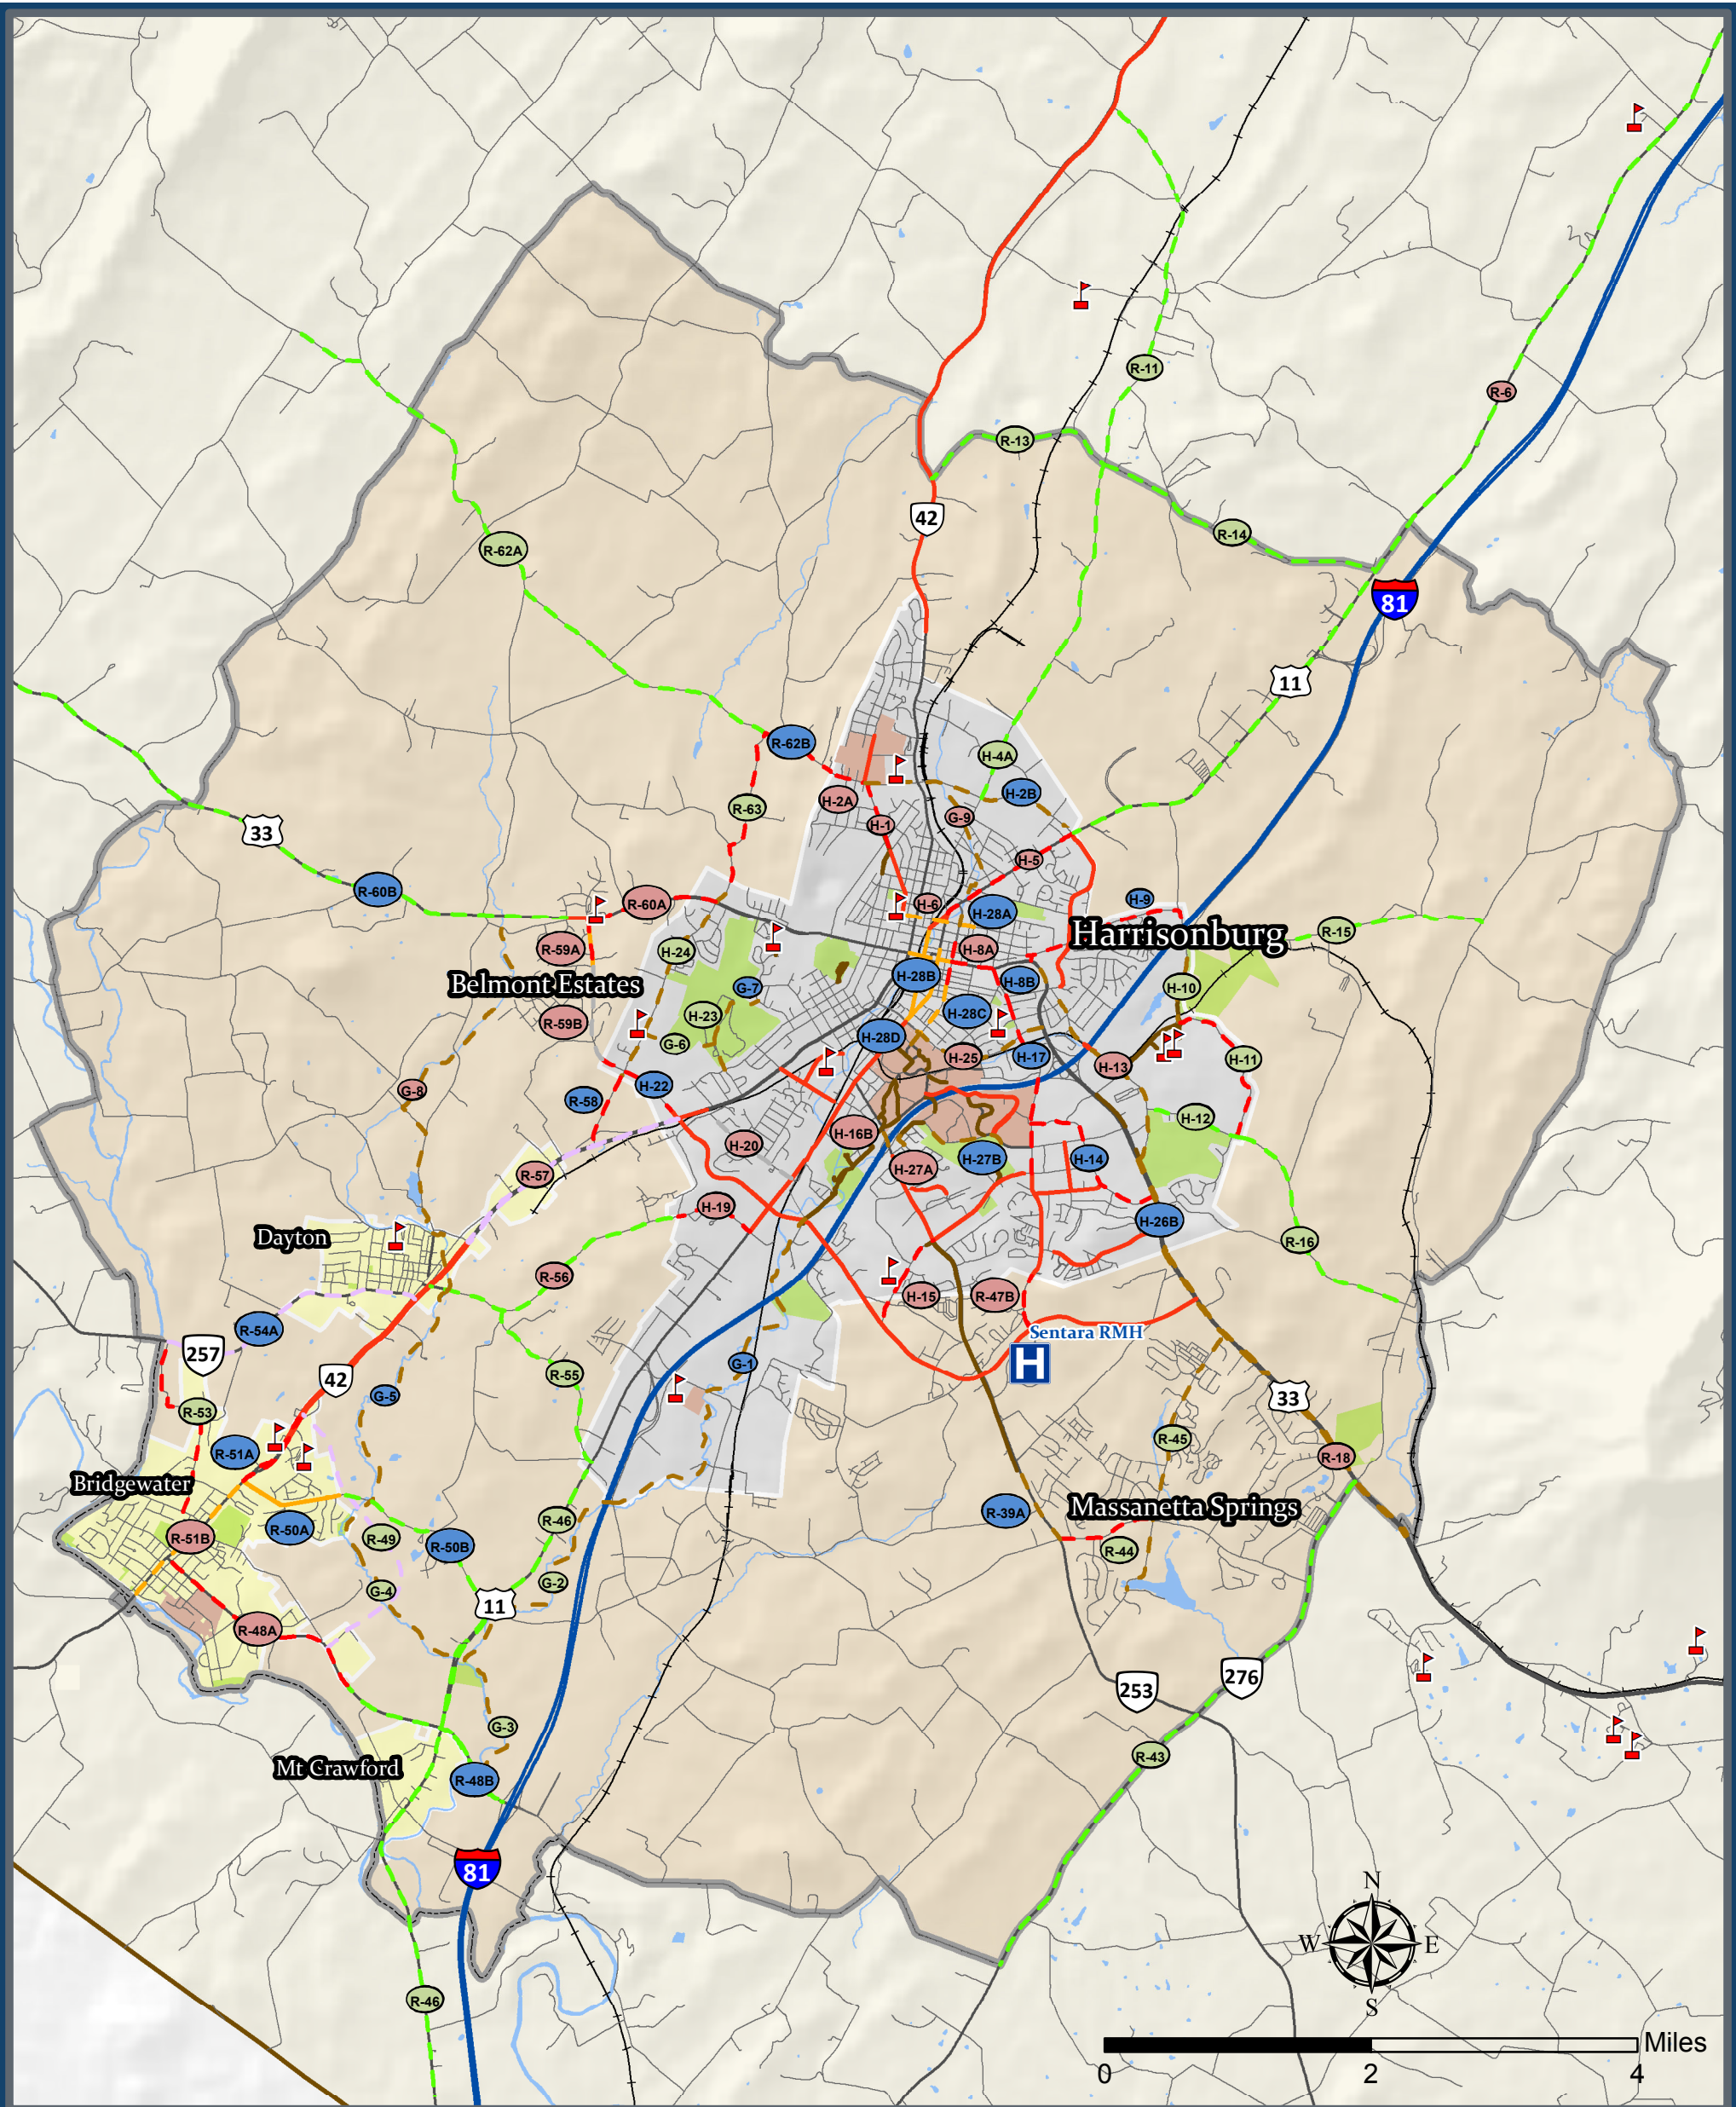 R-6
R-11
R-13
42
R-14
R-62A
81
11
R-62B
H-4A
H-2B
H-2A
R-63
G-9
H-1
33
H-5
R-60B
R-60A
H-6
H-28A
H-9
Harrisonburg
R-15
R-59A
H-24
H-8A
Belmont Estates
G-7
H-28B
H-8B
H-10
H-23
H-28C
R-59B
G-6
H-28D
H-25
H-17
H-13
H-11
G-8
R-58
H-22
H-12
H-20
H-16B
H-27A
H-27B
H-14
R-57
H-19
H-26B
Dayton
R-16
R-56
H-15
R-47B
R-54A
Sentara RMH
H
257
G-1
42
R-55
G-5
33
R-53
R-51A
R-45
R-18
Bridgewater
R-39A
Massanetta Springs
R-50A
R-46
R-51B
R-49
R-50B
R-44
G-4
G-2
11
R-48A
276
253
G-3
R-43
Mt Crawford
R-48B
81
N
W
E
S
R-46
Miles
0
2
4